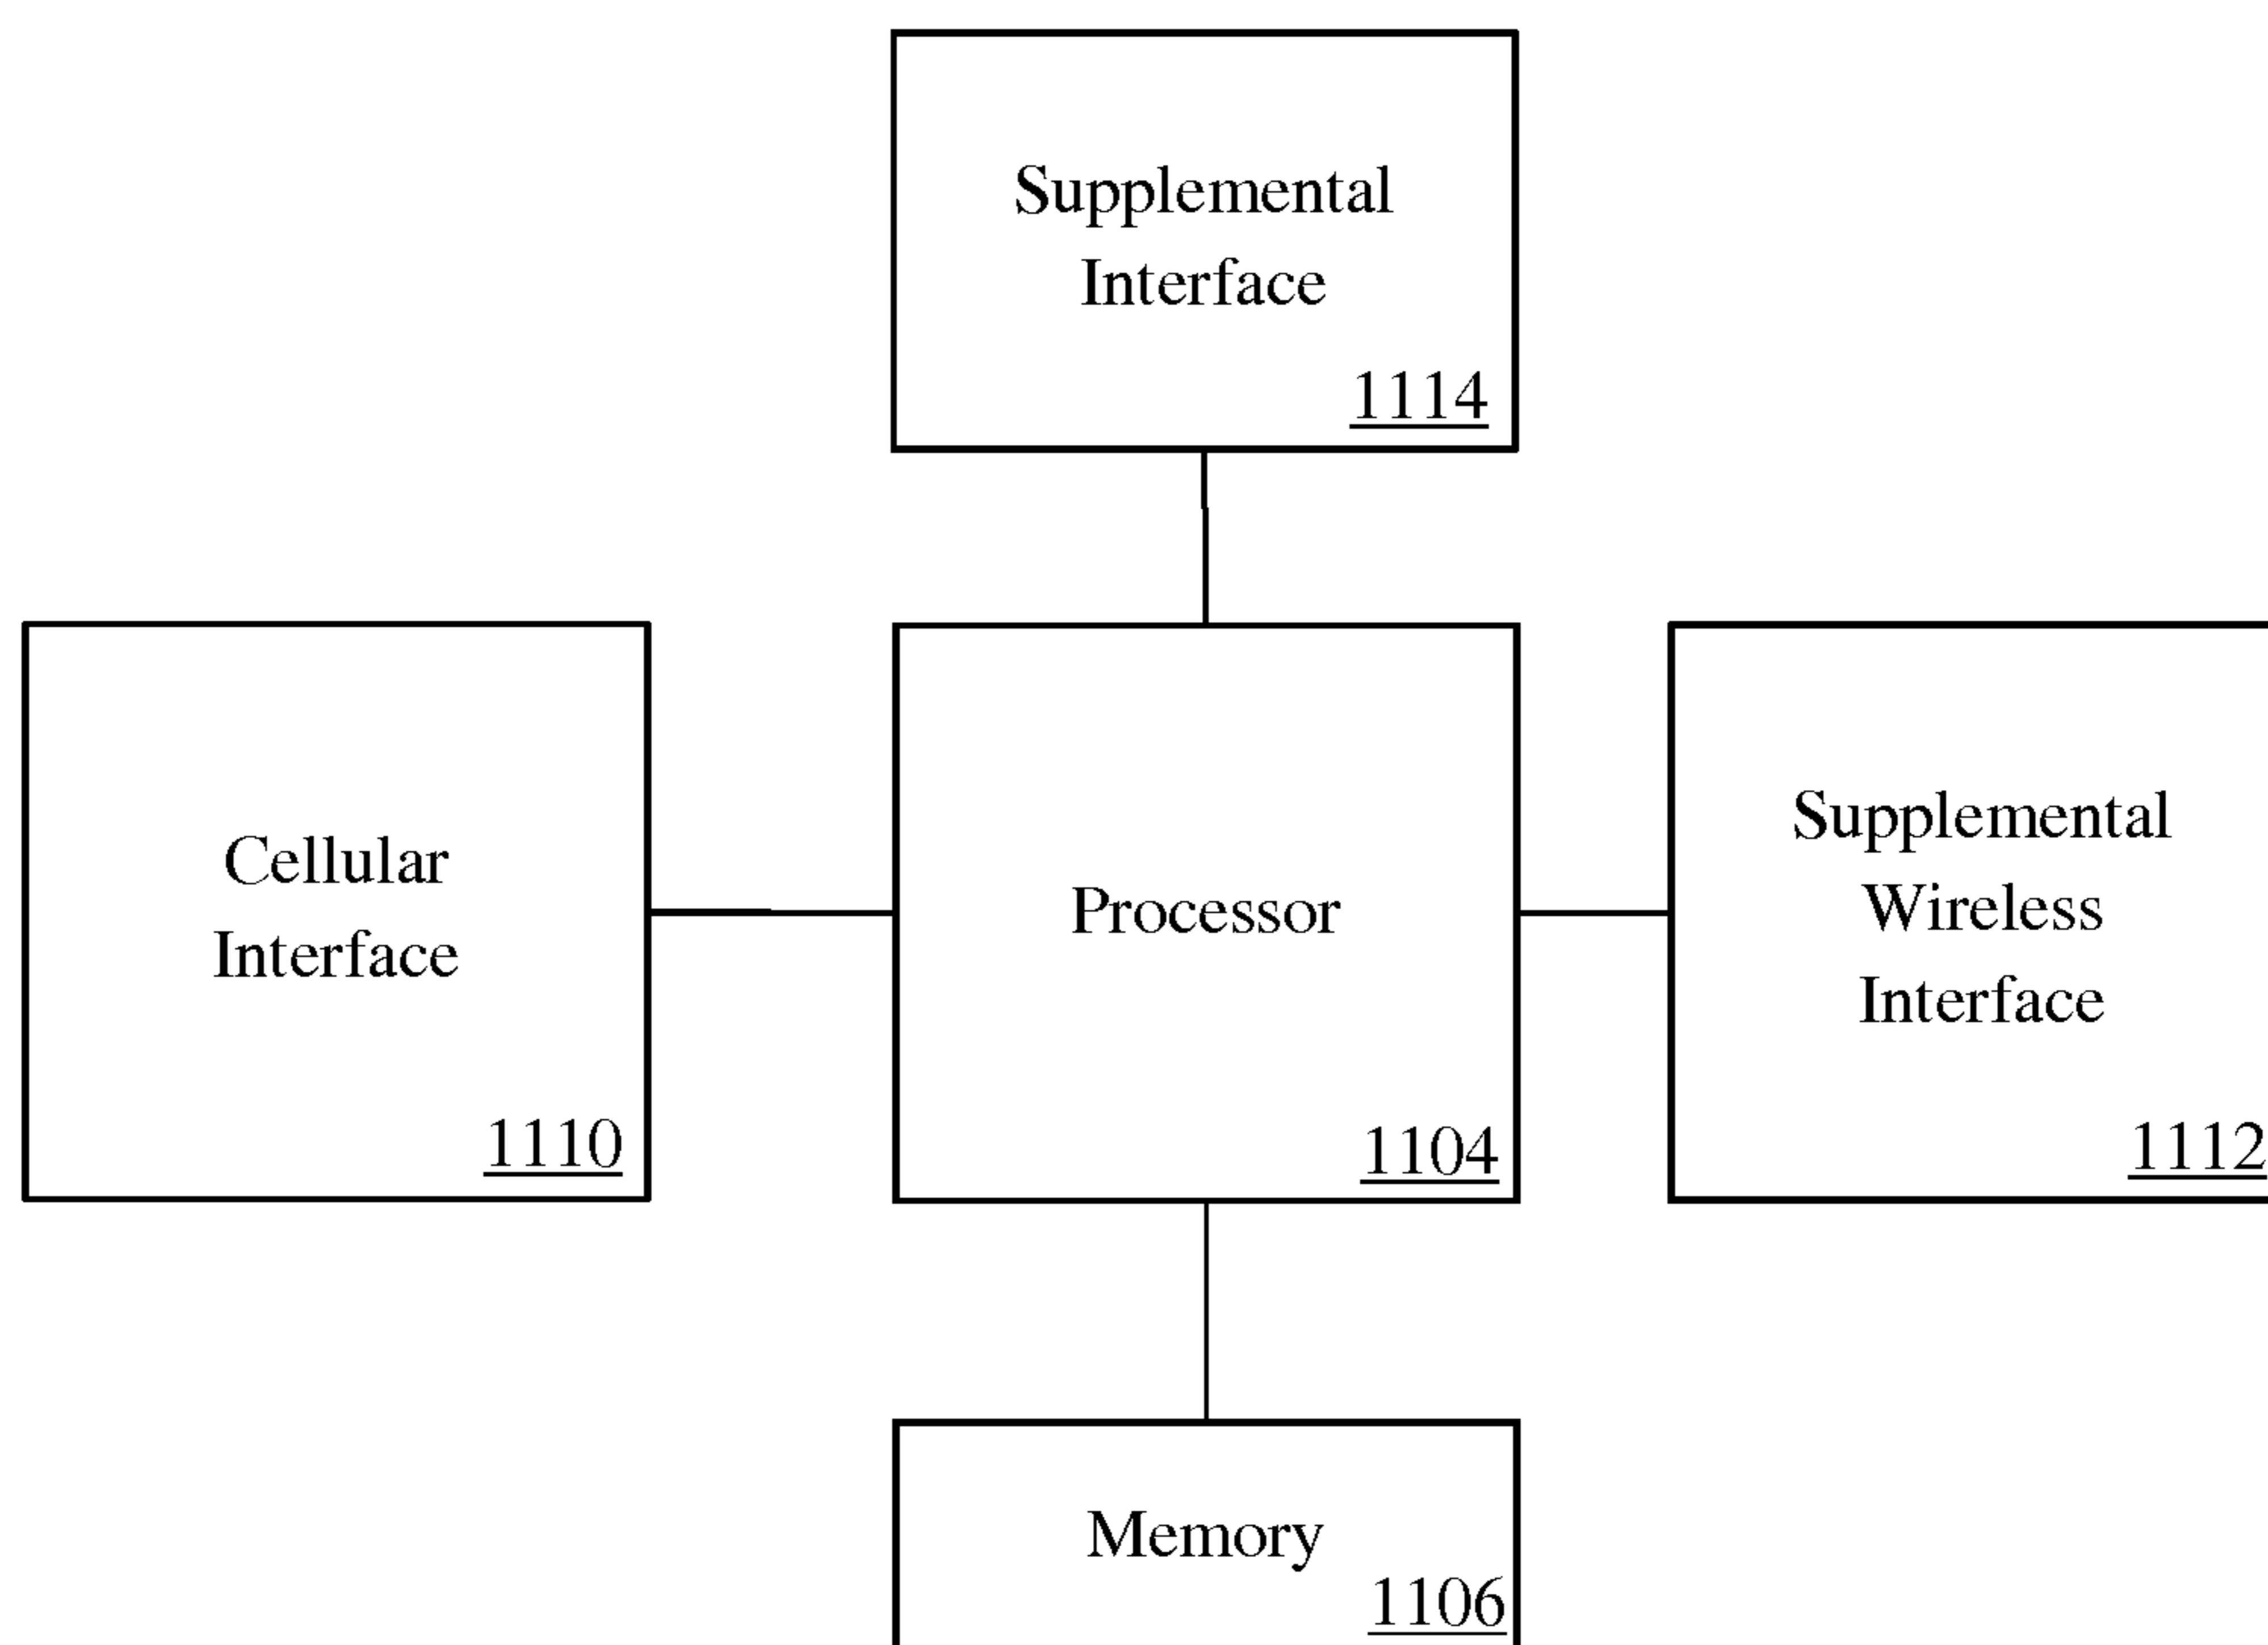 Supplemental
Interface
1114
Cellular
Interface
1110
Processor
1104
Supplemental
Wireless
Interface
1112
Memory
1106